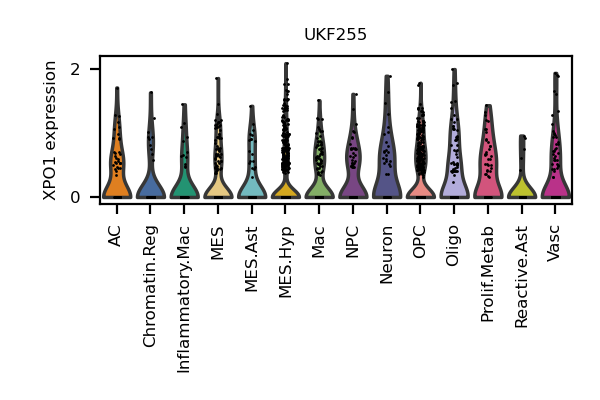 UKF255
XPO1 expression
2
0
AC
Chromatin.Reg
Inflammatory.Mac
MES
MES.Ast
MES.Hyp
Mac
NPC
Neuron
OPC
Oligo
Prolif.Metab
Reactive.Ast
Vasc